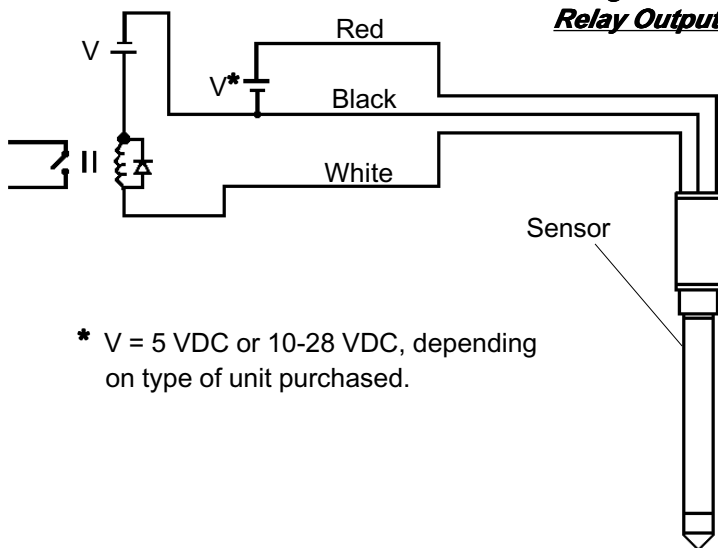 Relay Output
Red
V
V*
Black
White
Sensor
* V = 5 VDC or 10-28 VDC, depending
on type of unit purchased.